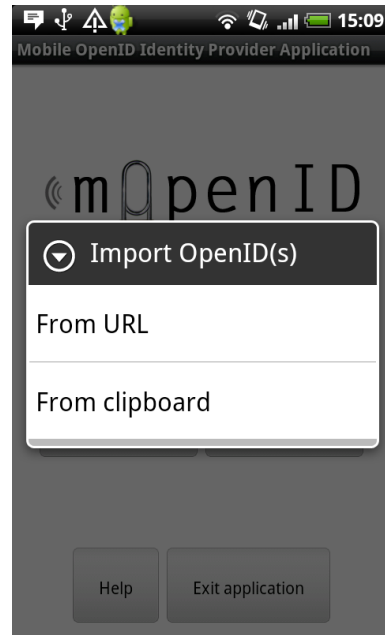 15:09
Mobile OpenID Identity Provider Application
mOpenID
Import OpenID(s)
From URL
From clipboard
Help
Exit application